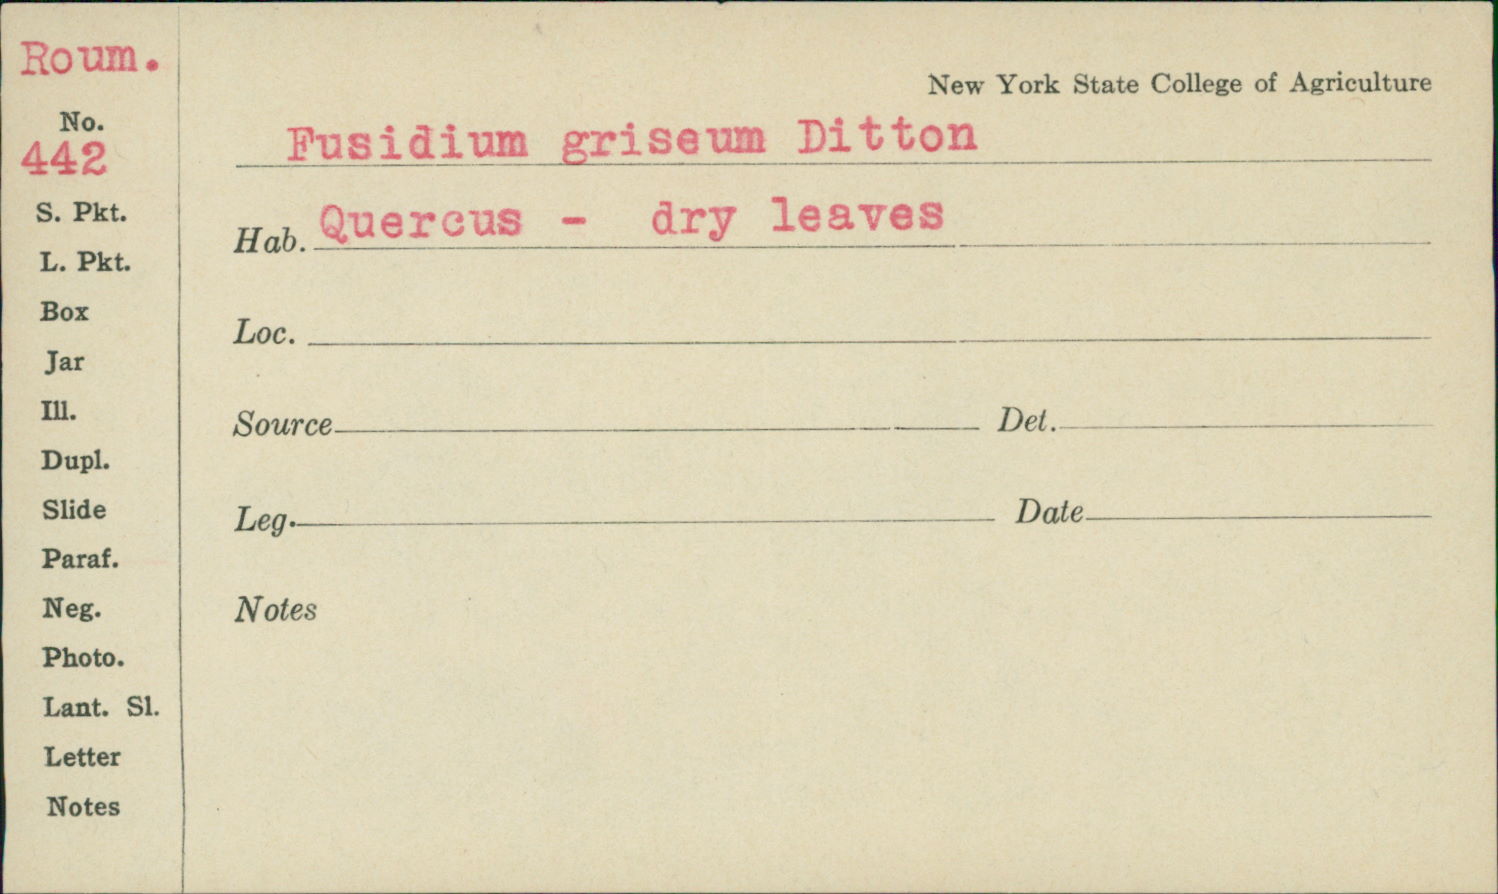 Roum.
New York State College of Agriculture
No.
442
Fusidium griseum Ditton
S. Pkt.
Hab. Quercus - dry leaves
L. Pkt.
Box
Loc.
Jar
Ill.
Source Det.
Dupl.
Slide
Leg. Date
Paraf.
Neg.
Notes
Photo.
Lant. Sl.
Letter
Notes